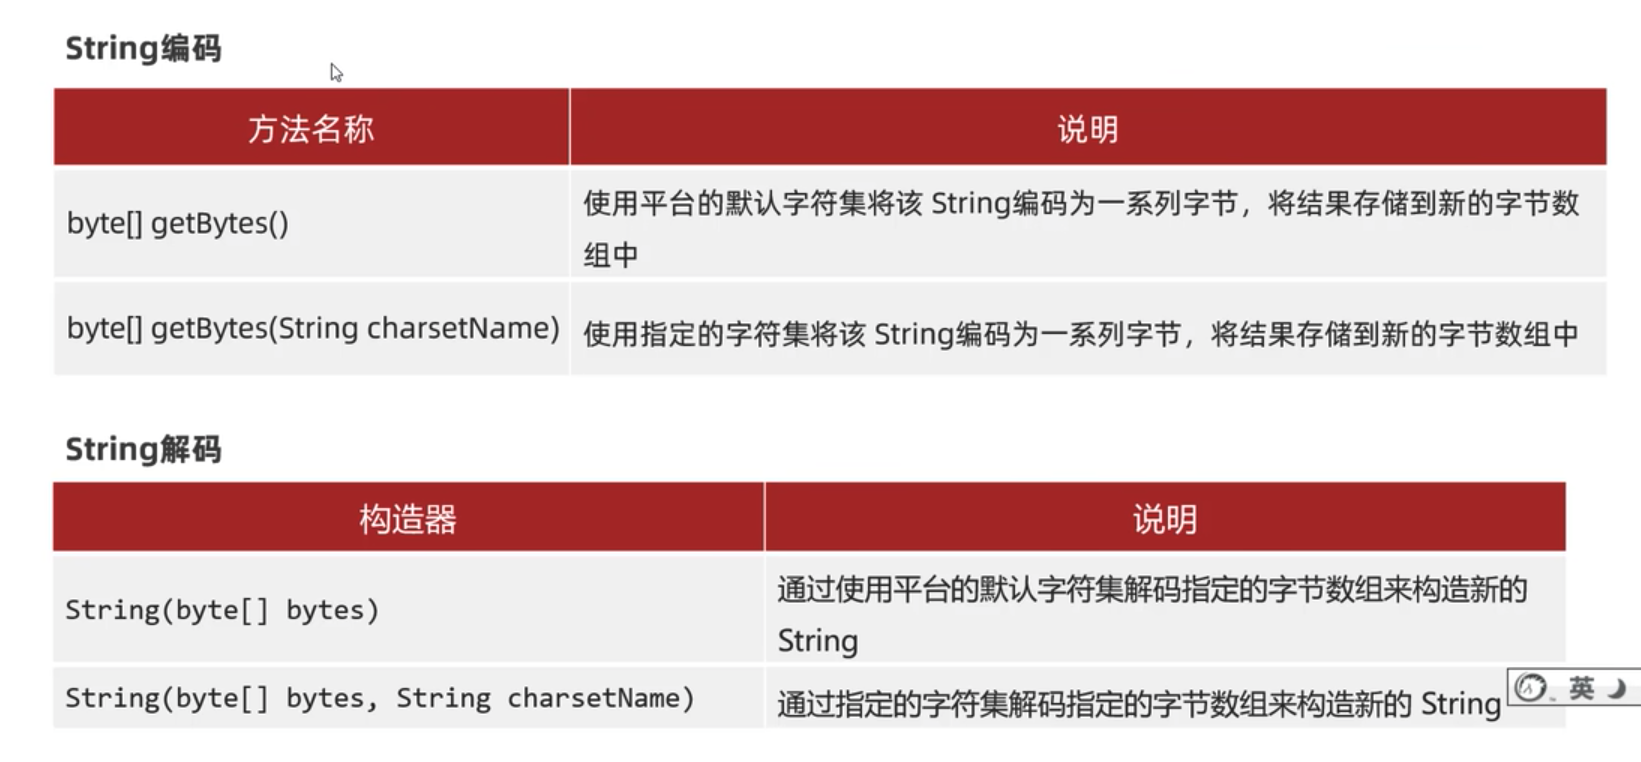 String编码
方法名称 说明
byte[] getBytes() 使用平台的默认字符集将该 String编码为一系列字节，将结果存储到新的字节数
组中
byte[] getBytes(String charsetName) 使用指定的字符集将该 String编码为一系列字节，将结果存储到新的字节数组中
String解码
构造器 说明
String(byte[] bytes) 通过使用平台的默认字符集解码指定的字节数组来构造新的
String
String(byte[] bytes, String charsetName) 通过指定的字符集解码指定的字节数组来构造新的 String
英